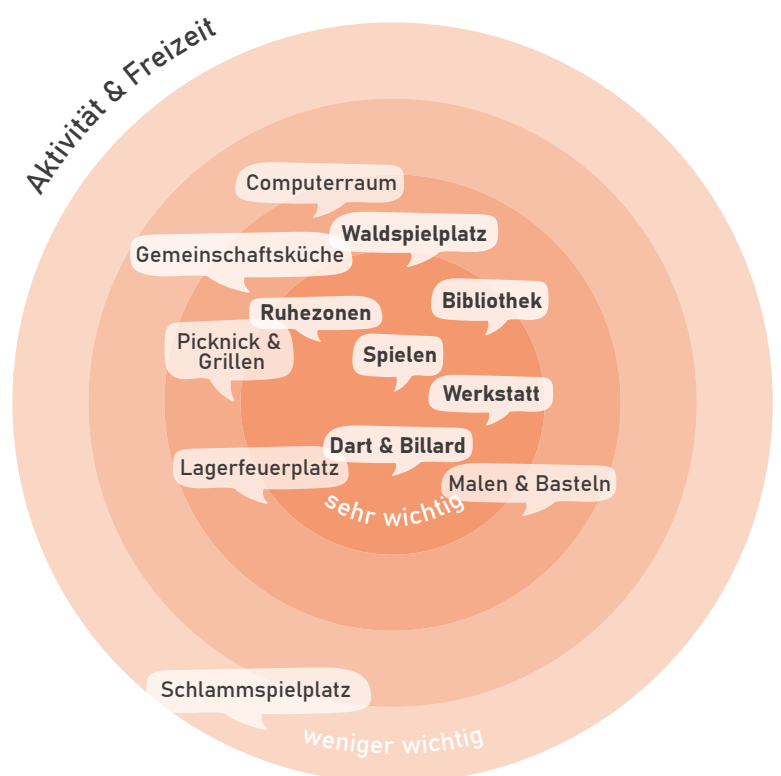 Aktivität & Freizeit
Computerraum
Waldspielplatz
Gemeinschaftsküche
Bibliothek
Ruhezonen
Picknick &
Grillen
Spielen
Werkstatt
Dart & Billard
Lagerfeuerplatz
Malen & Basteln
sehr wichtig
Schlammspielplatz
weniger wichtig